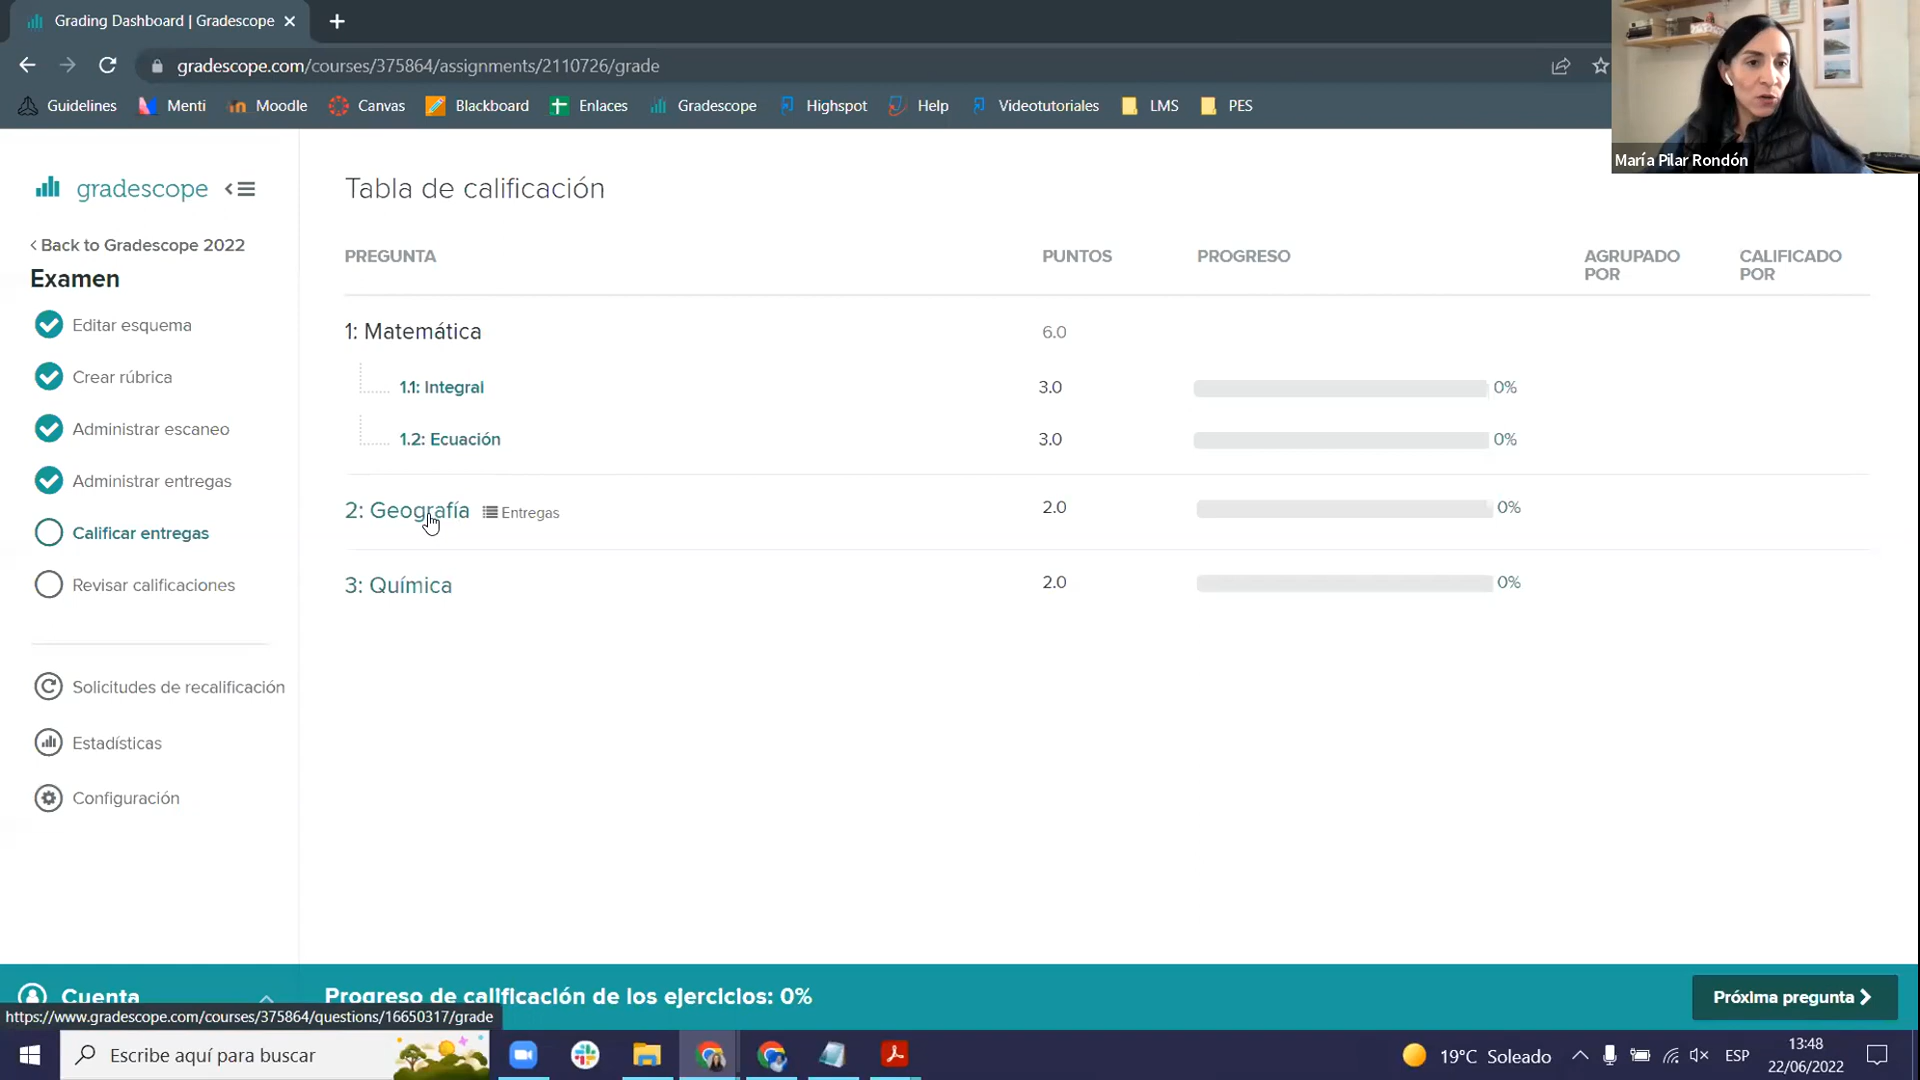 Grading Dashboard | Gradescope
gradescope.com/courses/375864/assignments/2110726/grade
Guidelines Menti Moodle Canvas Blackboard Enlaces Gradescope Highspot Help Videotutoriales LMS PES
María Pilar Rondón
gradescope
Back to Gradescope 2022
Examen
Editar esquema
Crear rúbrica
Administrar escaneo
Administrar entregas
Calificar entregas
Revisar calificaciones
Solicitudes de recalificación
Estadísticas
Configuración
Tabla de calificación
PREGUNTA PUNTOS PROGRESO AGRUPADO POR CALIFICADO POR
1: Matemática 6.0
1.1: Integral 3.0 0%
1.2: Ecuación 3.0 0%
2: Geografía Entregas 2.0 0%
3: Química 2.0 0%
Cuenta
Progreso de calificación de los ejercicios: 0%
Próxima pregunta
https://www.gradescope.com/courses/375864/questions/16650317/grade
Escribe aquí para buscar
19°C Soleado
ESP
13:48
22/06/2022